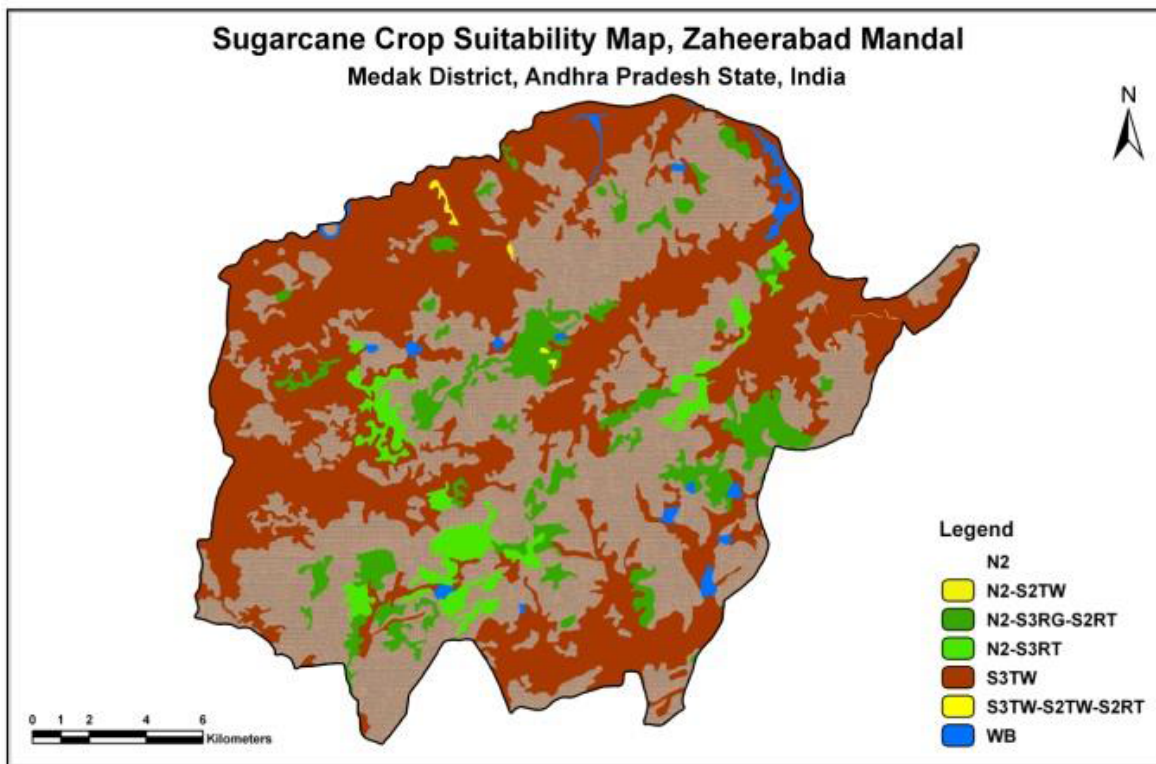 Sugarcane Crop Suitability Map, Zaheerabad Mandal
Medak District, Andhra Pradesh State, India
N
Legend
N2
N2-S2TW
N2-S3RG-S2RT
N2-S3RT
S3TW
S3TW-S2TW-S2RT
WB
0 1 2 4 6
Kilometers